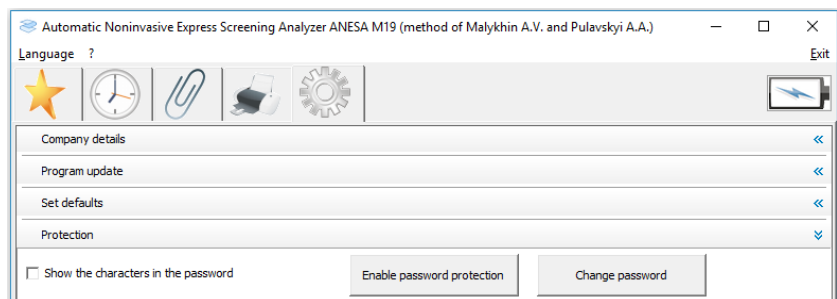 Automatic Noninvasive Express Screening Analyzer ANESA M19 (method of Malykhin A.V. and Pulavskyi A.A.)
Language ? Exit
Company details
Program update
Set defaults
Protection
Show the characters in the password Enable password protection Change password